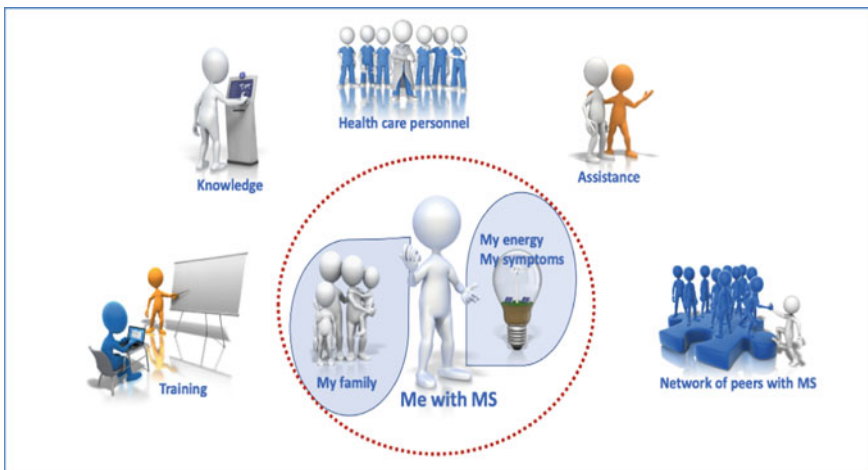 Health care personnel
Knowledge
Assistance
My energy
My symptoms
Training
My family
Me with MS
Network of peers with MS